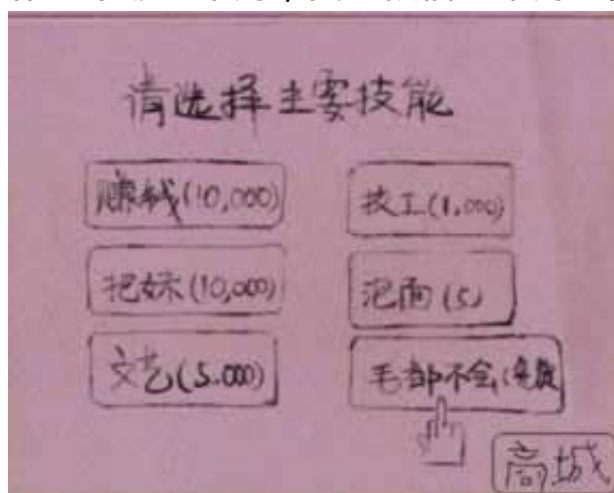 请选择主要技能
赚钱(10,000) 技工(1,000)
把妹(10,000) 泡面(5)
文艺(5.000) 毛都不会(免费
商城